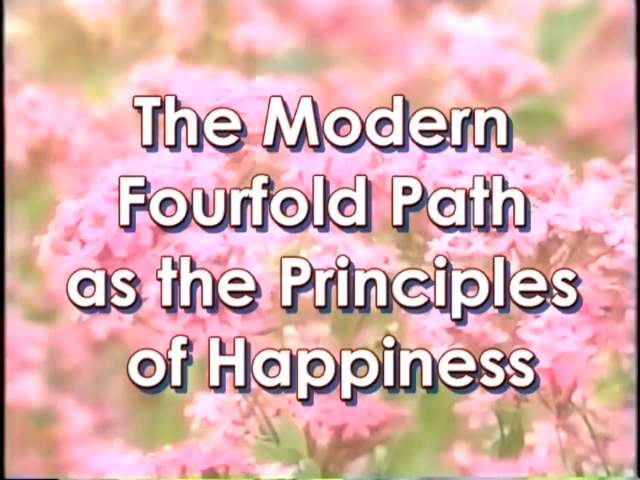 The Modern
Fourfold Path
as the Principles
of Happiness